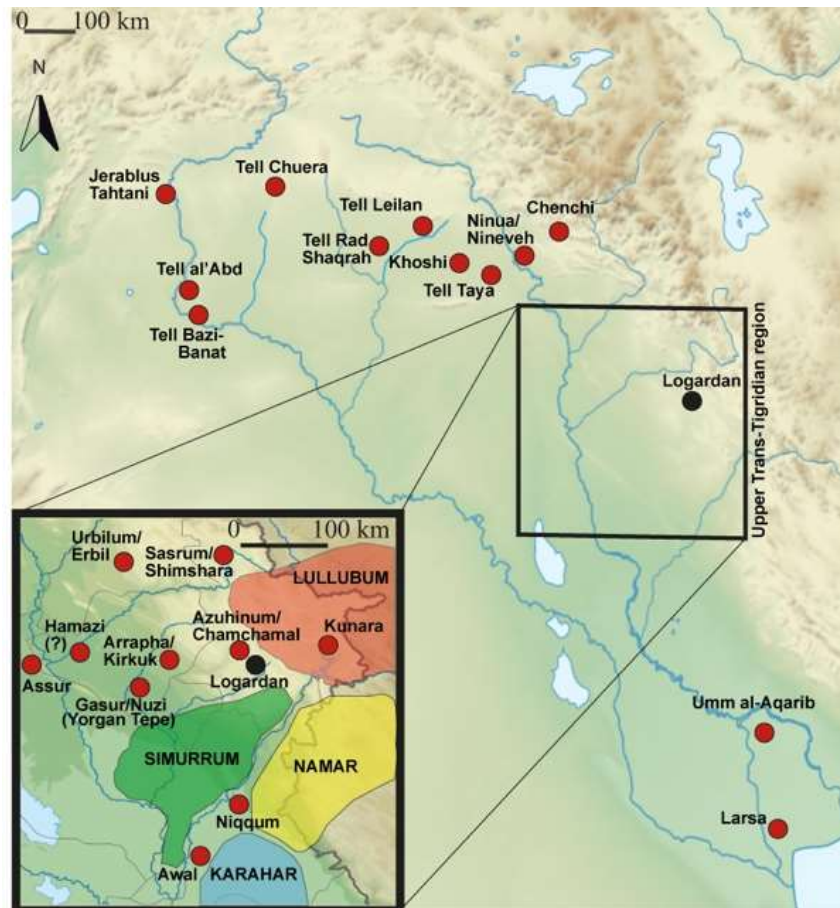 0 100 km
N
Jerablus
Tahtani
Tell Chuera
Tell Leilan
Tell Rad
Shaqrah
Khoshi
Tell Taya
Ninua/
Nineveh
Chenchi
Tell al'Abd
Tell Bazi-
Banat
Logardan
Upper Trans-Tigridian region
0 100 km
Urbilum/
Erbil
Sasrum/
Shimshara
LULLUBUM
Hamazi
(?)
Arrapha/
Kirkuk
Azuhinum/
Chamchamal
Kunara
Assur
Logardan
Gasur/Nuzi
(Yorgan Tepe)
SIMURRUM
NAMAR
Niqqum
Awal
KARAHAR
Umm al-Aqarib
Larsa